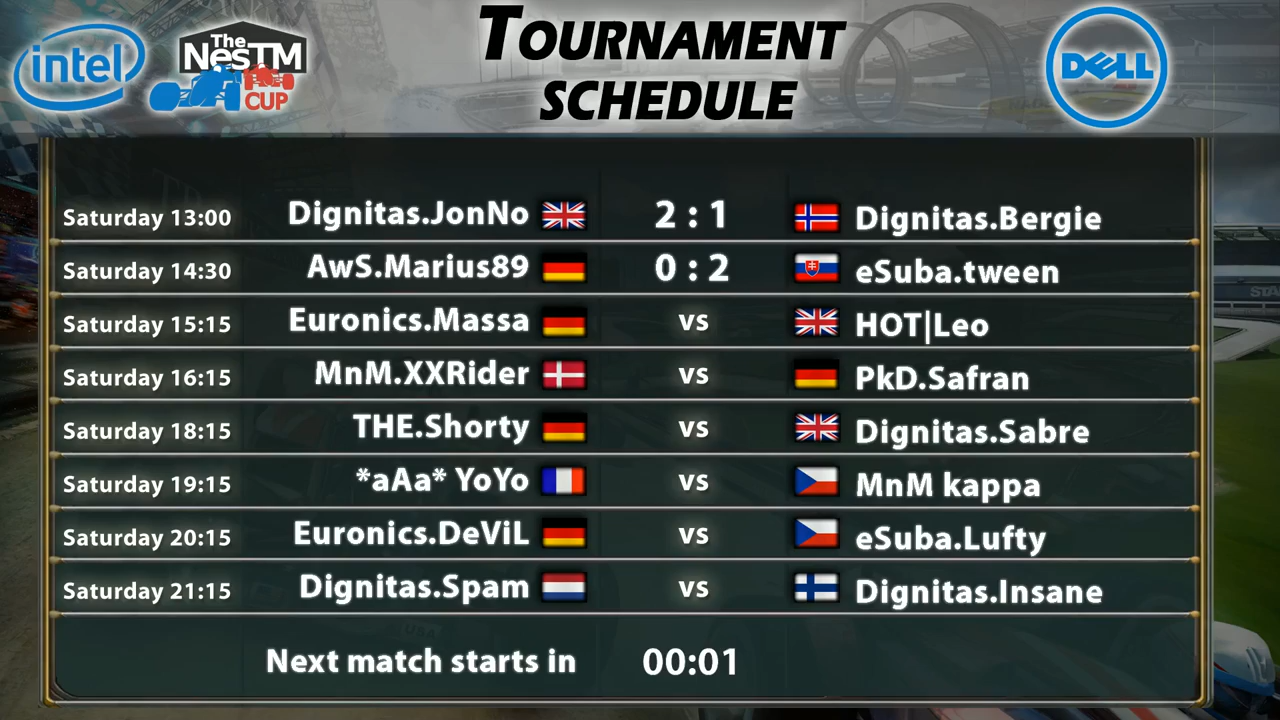 intel
The
NesTM
CUP
TOURNAMENT
SCHEDULE
DELL
Saturday 13:00 Dignitas.JonNo 2 : 1 Dignitas.Bergie
Saturday 14:30 AwS.Marius89 0 : 2 eSuba.tween
Saturday 15:15 Euronics.Massa vs HOT|Leo
Saturday 16:15 MnM.XXRider vs PkD.Safran
Saturday 18:15 THE.Shorty vs Dignitas.Sabre
Saturday 19:15 *aAa* YoYo vs MnM kappa
Saturday 20:15 Euronics.DeViL vs eSuba.Lufty
Saturday 21:15 Dignitas.Spam vs Dignitas.Insane
Next match starts in 00:01